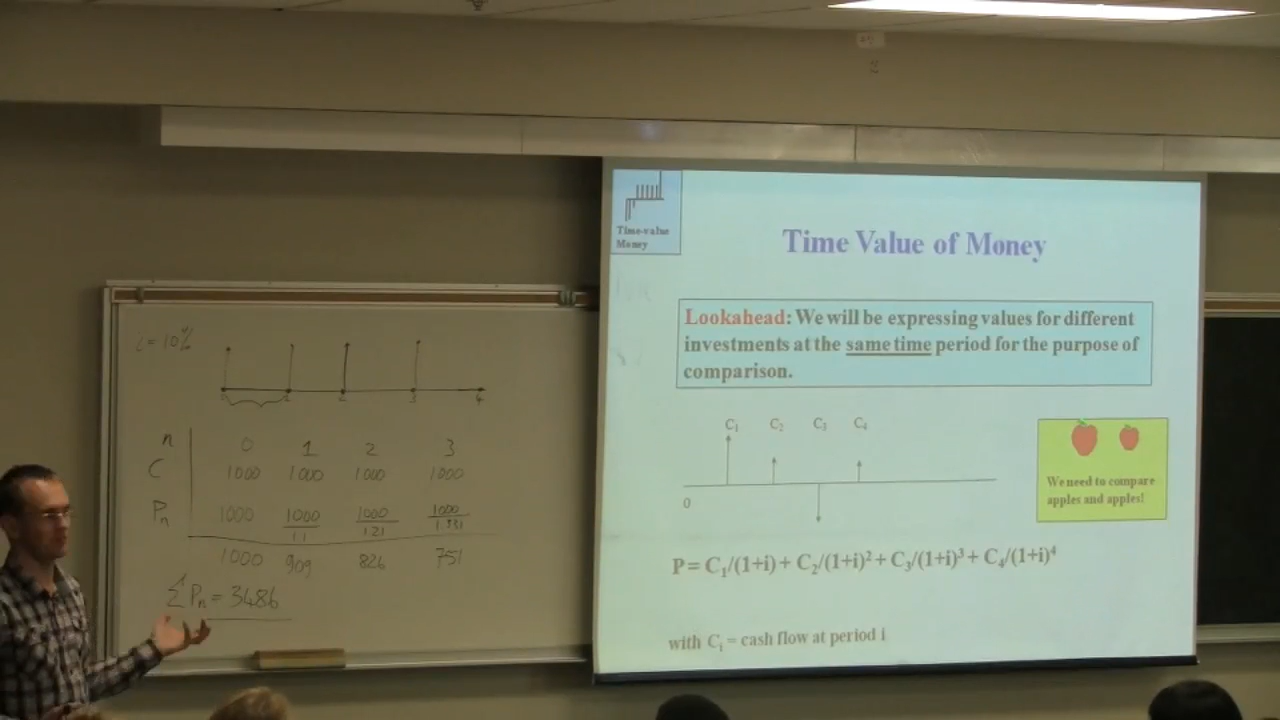 i = 10%
0 1 2 3 4
n 0 1 2 3
C 1000 1000 1000 1000
Pn 1000 1000/1.1 1000/1.21 1000/1.331
1000 909 826 751
Σ Pn = 3486
Time-value
Money
Time Value of Money
Lookahead: We will be expressing values for different
investments at the same time period for the purpose of
comparison.
C1 C2 C3 C4
0
We need to compare
apples and apples!
P = C1/(1+i) + C2/(1+i)² + C3/(1+i)³ + C4/(1+i)⁴
with Ci = cash flow at period i